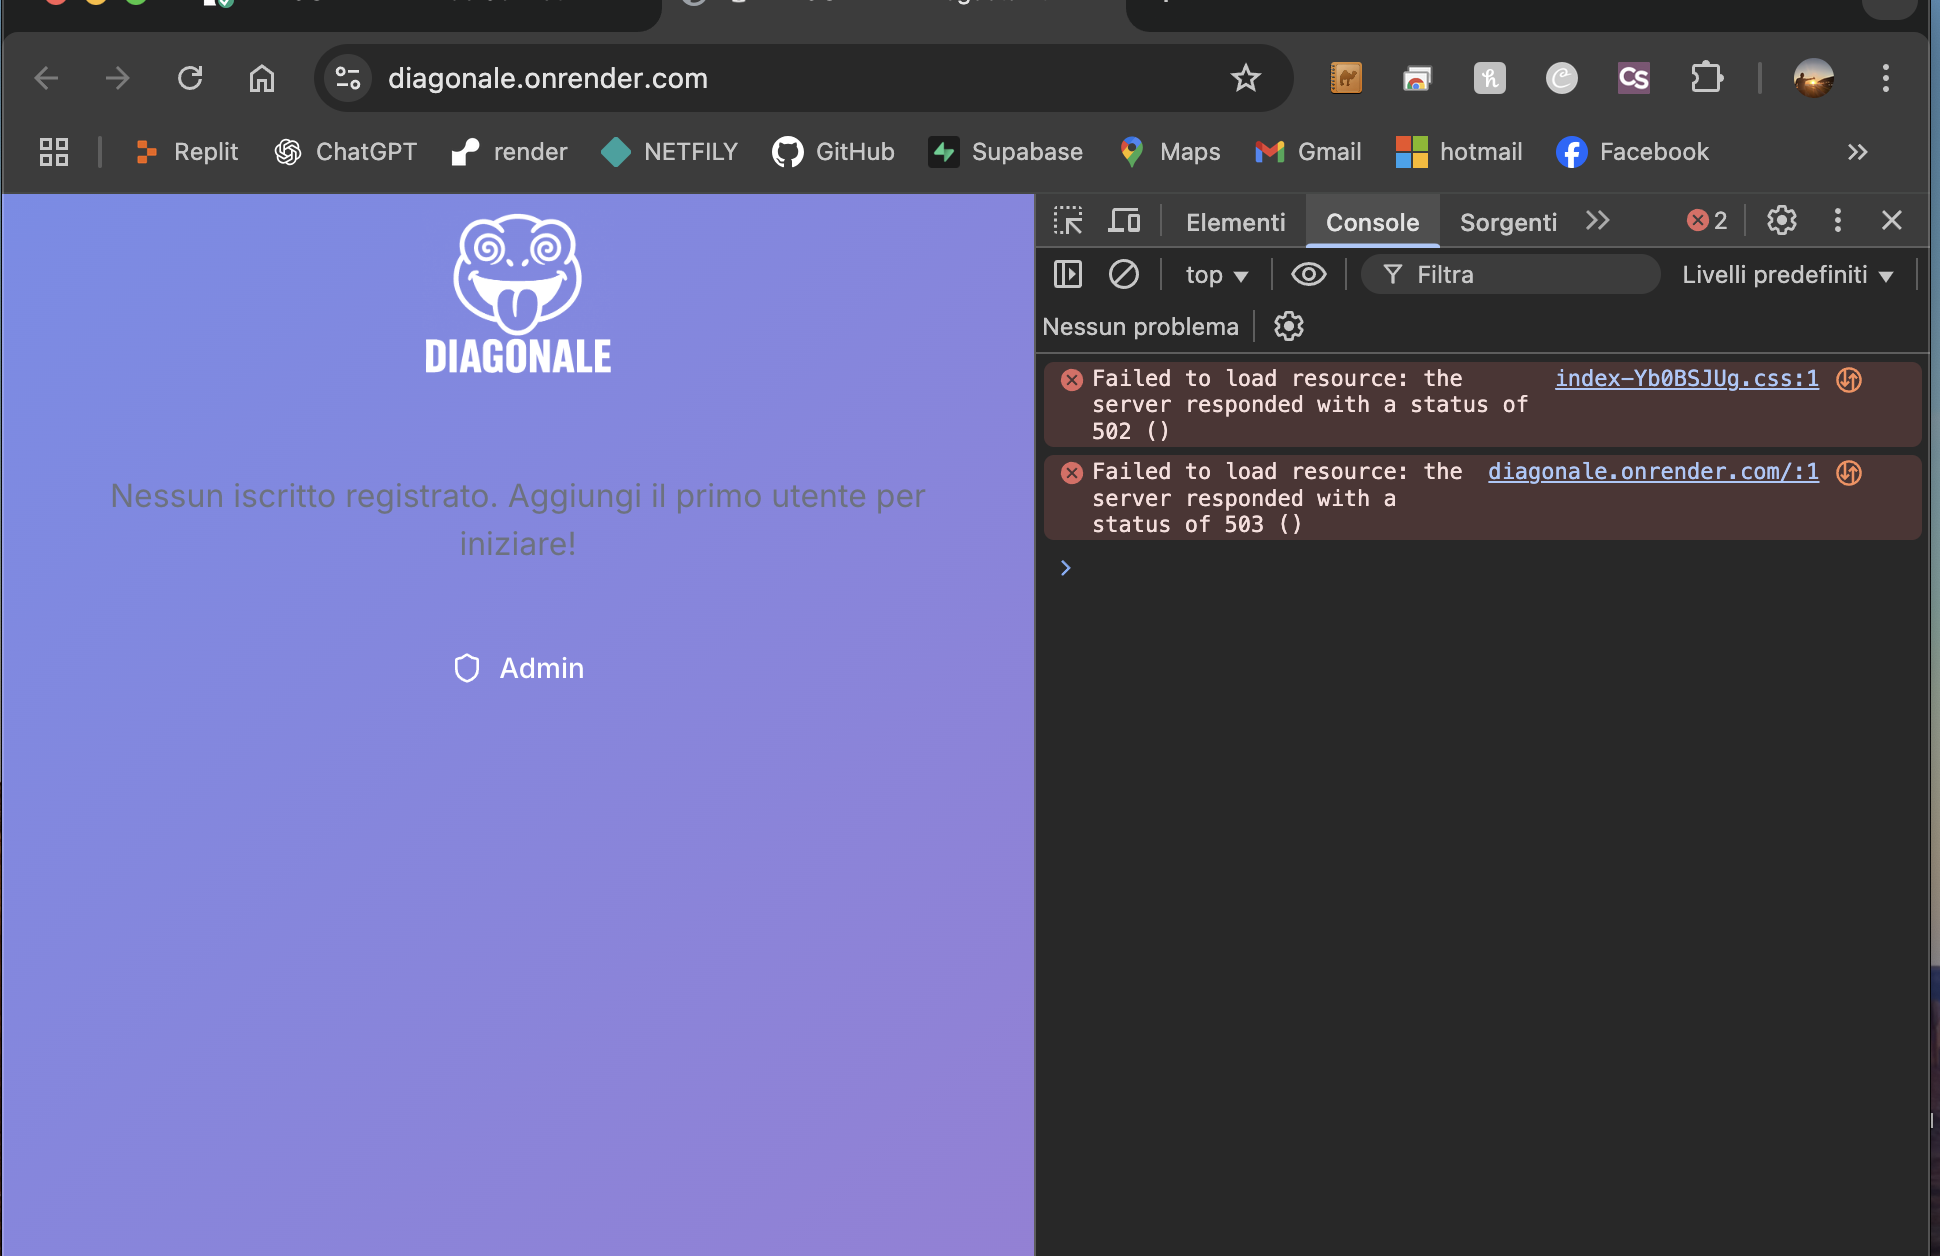 diagonale.onrender.com
CS
Replit
ChatGPT
render
NETFILY
GitHub
Supabase
Maps
Gmail
hotmail
Facebook
DIAGONALE
Nessun iscritto registrato. Aggiungi il primo utente per
iniziare!
Admin
Elementi
Console
Sorgenti
2
top
Filtra
Livelli predefiniti
Nessun problema
Failed to load resource: the index-Yb0BSJUg.css:1
server responded with a status of
502 ()
Failed to load resource: the diagonale.onrender.com/:1
server responded with a
status of 503 ()